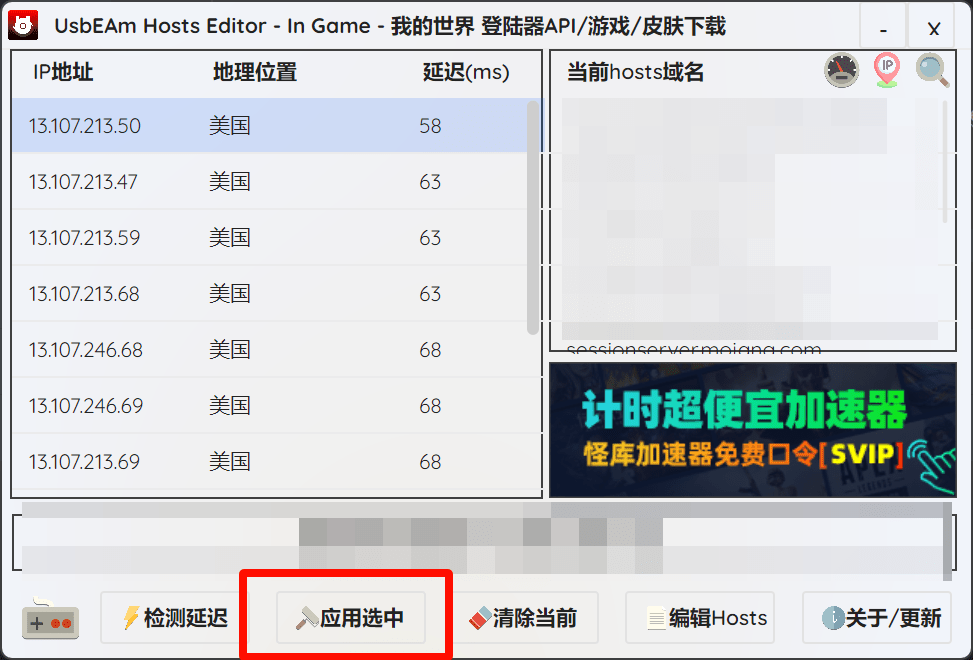 UsbEAm Hosts Editor - In Game - 我的世界 登陆器API/游戏/皮肤下载
- x
IP地址 地理位置 延迟(ms)
13.107.213.50 美国 58
13.107.213.47 美国 63
13.107.213.59 美国 63
13.107.213.68 美国 63
13.107.246.68 美国 68
13.107.246.69 美国 68
13.107.213.69 美国 68
当前hosts域名
IP
sessionserver.mojang.com
计时超便宜加速器
怪库加速器免费口令[SVIP]
APEX
LEGENDS
检测延迟 应用选中 清除当前 编辑Hosts 关于/更新